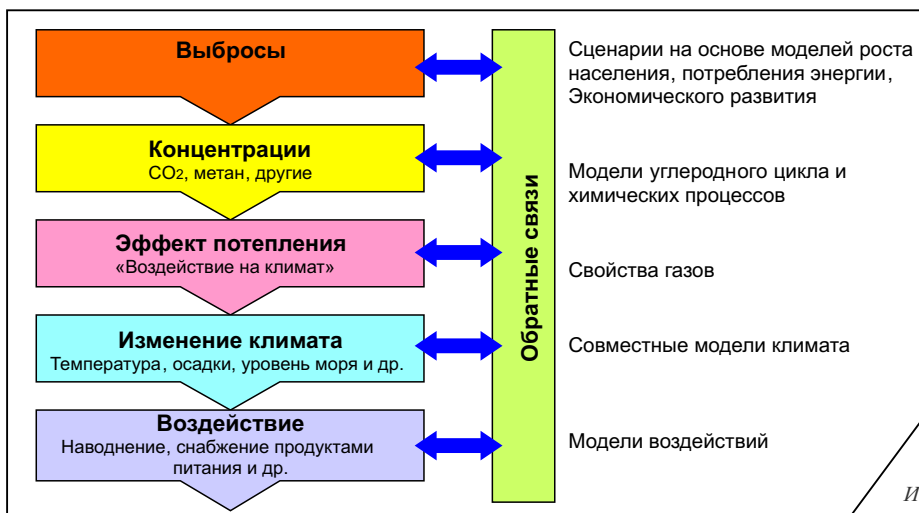 Выбросы
Концентрации
CO2, метан, другие
Эффект потепления
«Воздействие на климат»
Изменение климата
Температура, осадки, уровень моря и др.
Воздействие
Наводнение, снабжение продуктами
питания и др.
Обратные связи
Сценарии на основе моделей роста
населения, потребления энергии,
Экономического развития
Модели углеродного цикла и
химических процессов
Свойства газов
Совместные модели климата
Модели воздействий
И